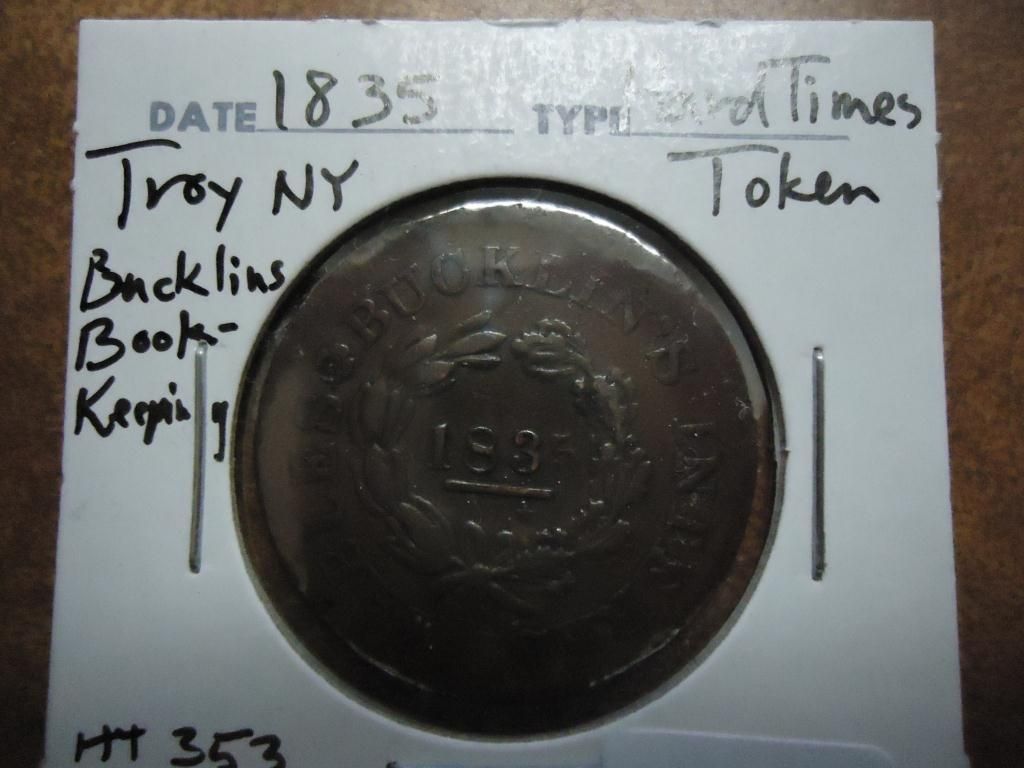 DATE 1835 TYPE Hard Times
Troy NY Token
Bucklins
Book-
Keeping
BUCKLIN'S
1835
HT 353